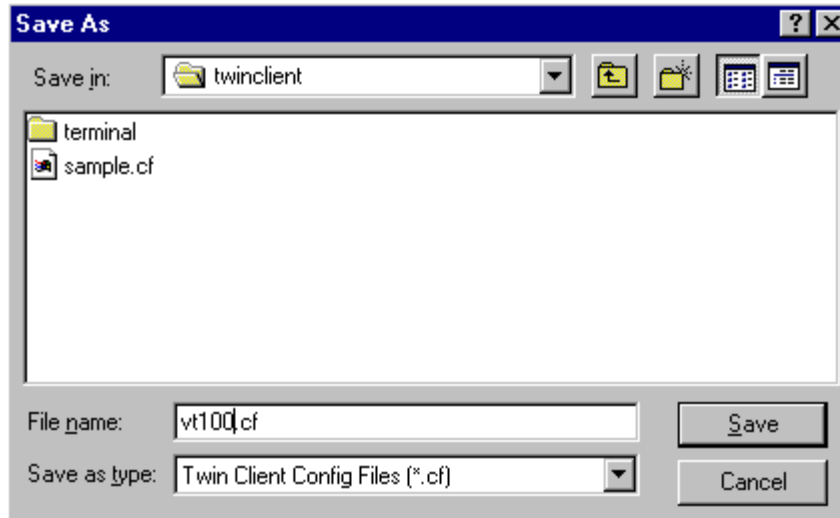 Save As
Save in: twinclient
terminal
sample.cf
File name: vt100.cf
Save
Save as type: Twin Client Config Files (*.cf)
Cancel